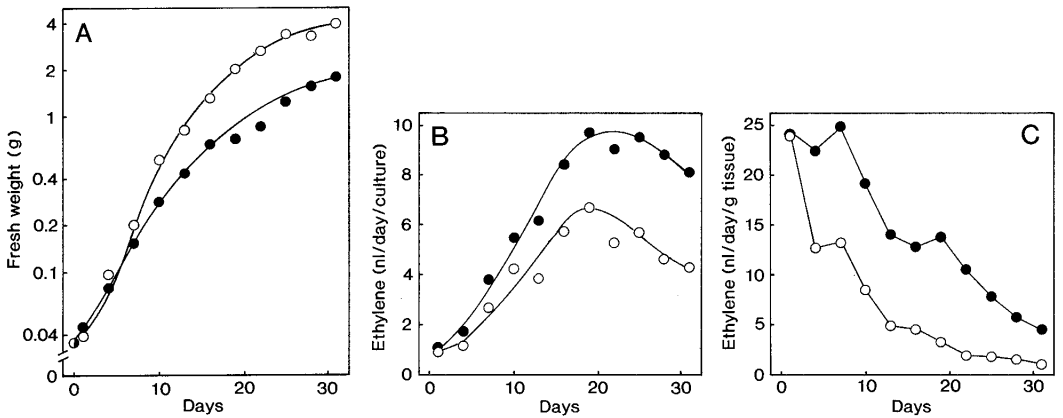 A
4
2
1
0.4
0.2
0.1
0.04
0
Fresh weight (g)
0 10 20 30
Days
B
10
8
6
4
2
0
Ethylene (nl/day/culture)
0 10 20 30
Days
C
25
20
15
10
5
0
Ethylene (nl/day/g tissue)
0 10 20 30
Days